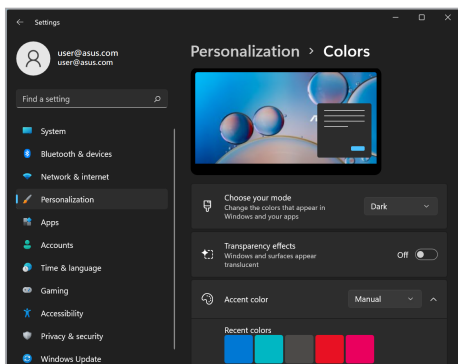 Settings
user@asus.com
user@asus.com
Find a setting
System
Bluetooth & devices
Network & internet
Personalization
Apps
Accounts
Time & language
Gaming
Accessibility
Privacy & security
Windows Update
Personalization > Colors
Choose your mode
Change the colors that appear in
Windows and your apps
Dark
Transparency effects
Windows and surfaces appear
translucent
Off
Accent color
Manual
Recent colors